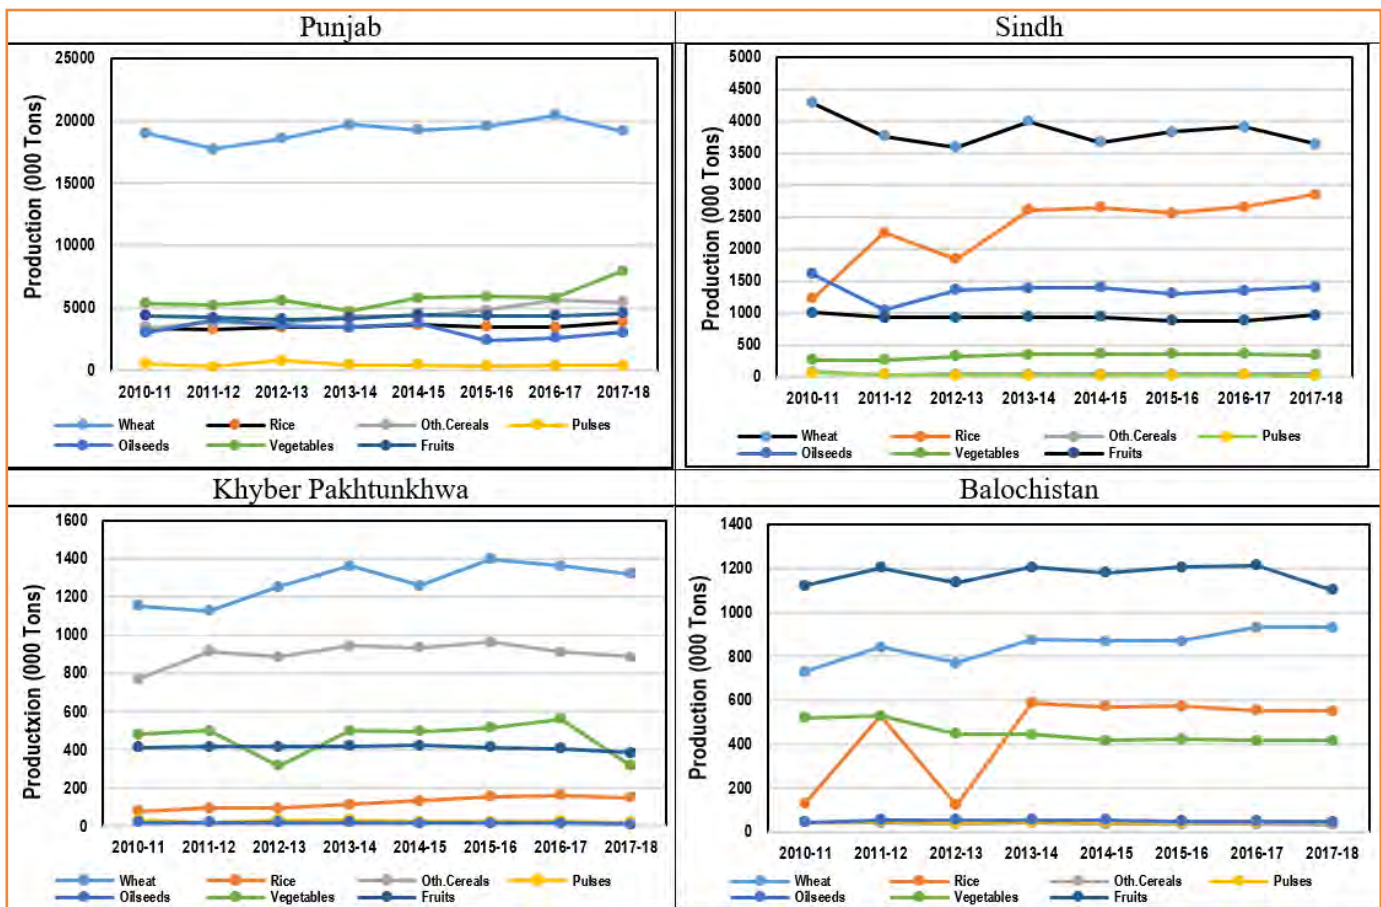 Punjab
Sindh
Production (000 Tons)
25000
20000
15000
10000
5000
0
2010-11 2011-12 2012-13 2013-14 2014-15 2015-16 2016-17 2017-18
Wheat Rice Oth.Cereals Pulses
Oilseeds Vegetables Fruits
Production (000 Tons)
5000
4500
4000
3500
3000
2500
2000
1500
1000
500
0
2010-11 2011-12 2012-13 2013-14 2014-15 2015-16 2016-17 2017-18
Wheat Rice Oth.Cereals Pulses
Oilseeds Vegetables Fruits
Khyber Pakhtunkhwa
Balochistan
Productxion (000 Tons)
1600
1400
1200
1000
800
600
400
200
0
2010-11 2011-12 2012-13 2013-14 2014-15 2015-16 2016-17 2017-18
Wheat Rice Oth.Cereals Pulses
Oilseeds Vegetables Fruits
Production (000 Tons)
1400
1200
1000
800
600
400
200
0
2010-11 2011-12 2012-13 2013-14 2014-15 2015-16 2016-17 2017-18
Wheat Rice Oth.Cereals Pulses
Oilseeds Vegetables Fruits